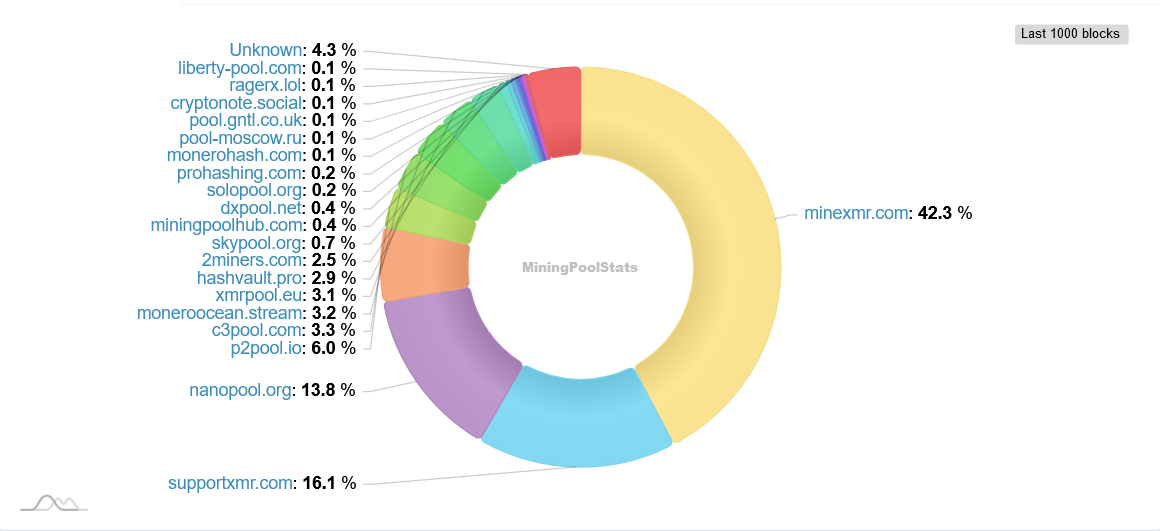 Last 1000 blocks
Unknown: 4.3 %
liberty-pool.com: 0.1 %
ragerx.lol: 0.1 %
cryptonote.social: 0.1 %
pool.gntl.co.uk: 0.1 %
pool-moscow.ru: 0.1 %
monerohash.com: 0.1 %
prohashing.com: 0.2 %
solopool.org: 0.2 %
dxpool.net: 0.4 %
miningpoolhub.com: 0.4 %
skypool.org: 0.7 %
2miners.com: 2.5 %
hashvault.pro: 2.9 %
xmrpool.eu: 3.1 %
moneroocean.stream: 3.2 %
c3pool.com: 3.3 %
p2pool.io: 6.0 %
nanopool.org: 13.8 %
supportxmr.com: 16.1 %
MiningPoolStats
minexmr.com: 42.3 %